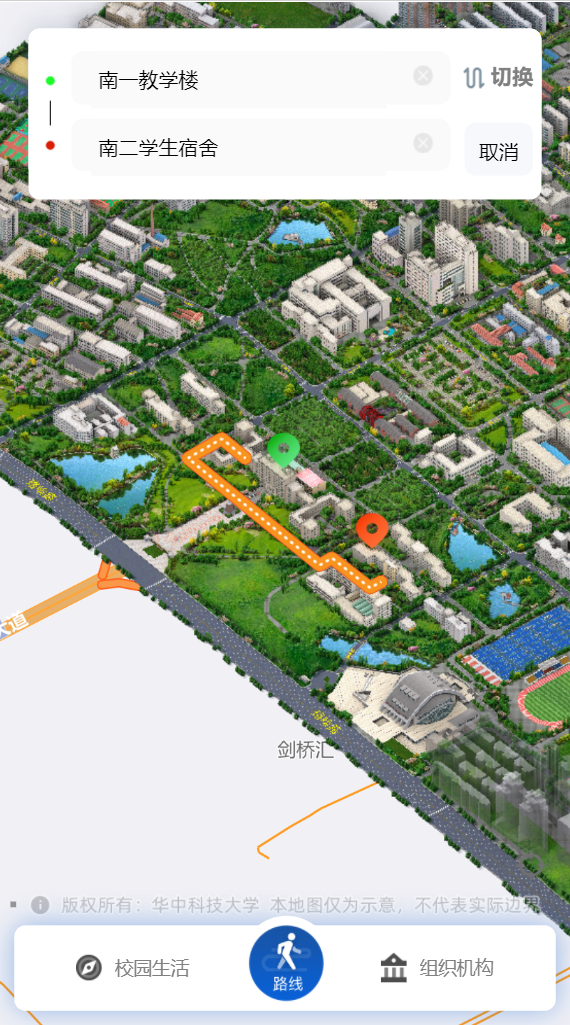 南一教学楼
切换
南二学生宿舍
取消
大道
剑桥汇
版权所有：华中科技大学 本地图仅为示意，不代表实际边界
校园生活
路线
组织机构